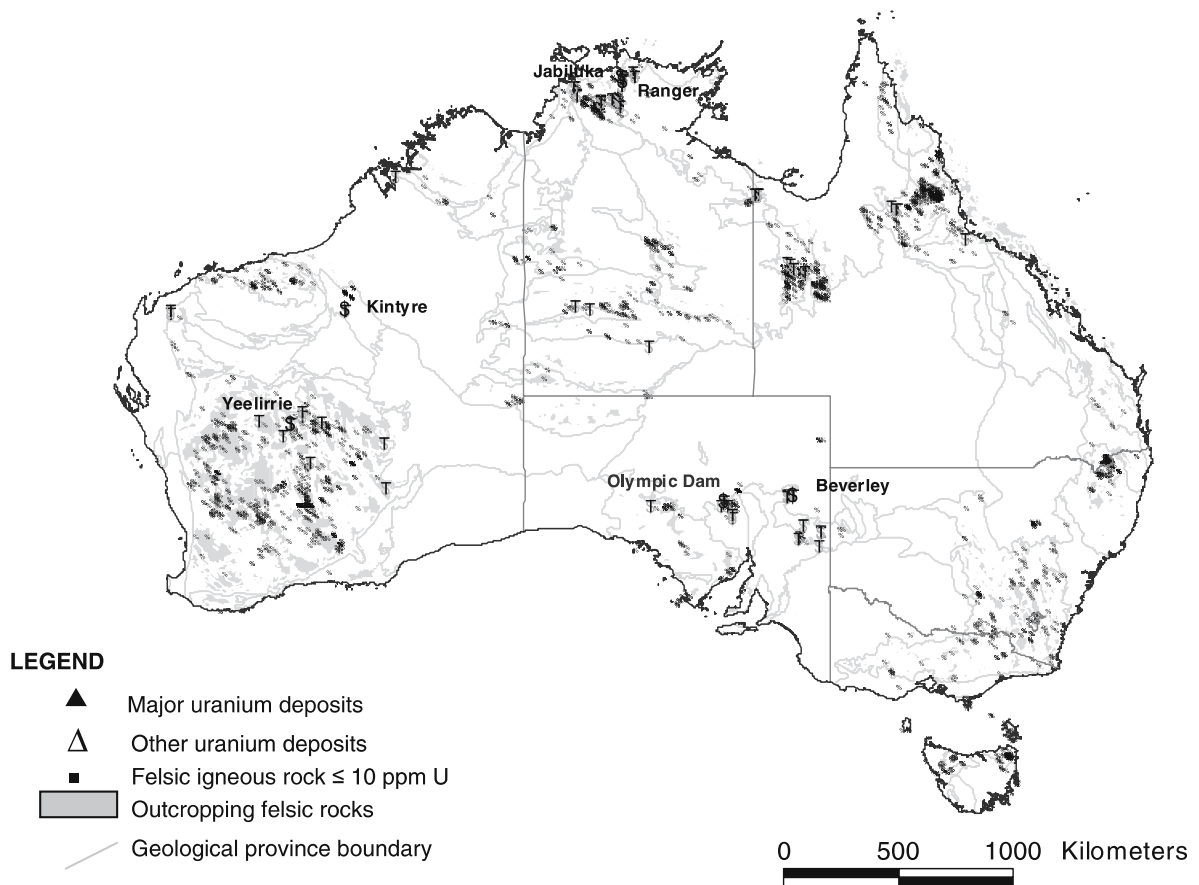 Jabiluka
Ranger
Kintyre
Yeelirrie
Olympic Dam
Beverley
LEGEND
Major uranium deposits
Other uranium deposits
Felsic igneous rock ≤ 10 ppm U
Outcropping felsic rocks
Geological province boundary
0 500 1000 Kilometers